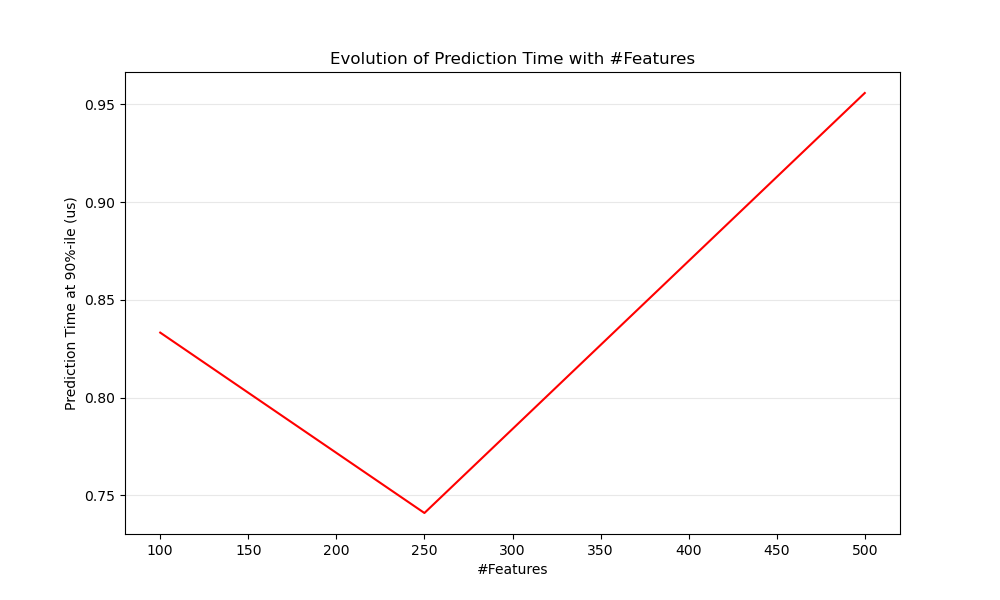 Evolution of Prediction Time with #Features
Prediction Time at 90%-ile (us)
0.95
0.90
0.85
0.80
0.75
100 150 200 250 300 350 400 450 500
#Features